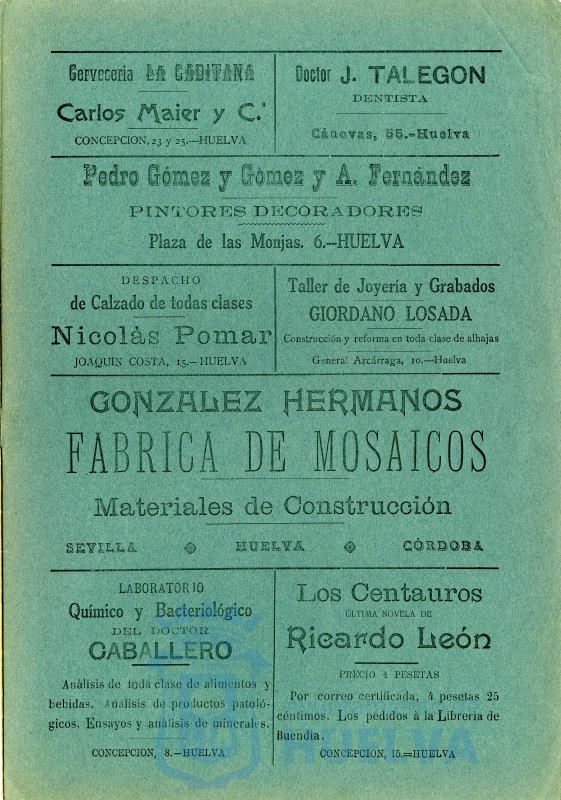 Cerveceria LA GADITANA
Carlos Maier y C.ª
CONCEPCION, 23 y 25.—HUELVA
Doctor J. TALEGON
DENTISTA
Cánovas, 55.-Huelva
Pedro Gómez y Gómez y A. Fernández
PINTORES DECORADORES
Plaza de las Monjas, 6.--HUELVA
DESPACHO
de Calzado de todas clases
Nicolás Pomar
JOAQUIN COSTA, 15.—HUELVA
Taller de Joyería y Grabados
GIORDANO LOSADA
Construcción y reforma en toda clase de alhajas
General Azcárraga, 10.—Huelva
GONZALEZ HERMANOS
FABRICA DE MOSAICOS
Materiales de Construcción
SEVILLA HUELVA CÓRDOBA
LABORATORIO
Químico y Bacteriológico
DEL DOCTOR
CABALLERO
Análisis de toda clase de alimentos y
bebidas. Análisis de productos patoló-
gicos. Ensayos y análisis de minerales.
CONCEPCION, 8.—HUELVA
Los Centauros
ÚLTIMA NOVELA DE
Ricardo León
PRECIO 4 PESETAS
Por correo certificada, 4 pesetas 25
céntimos. Los pedidos á la Libreria de
Buendia.
CONCEPCION, 15.=HUELVA
HUELVA